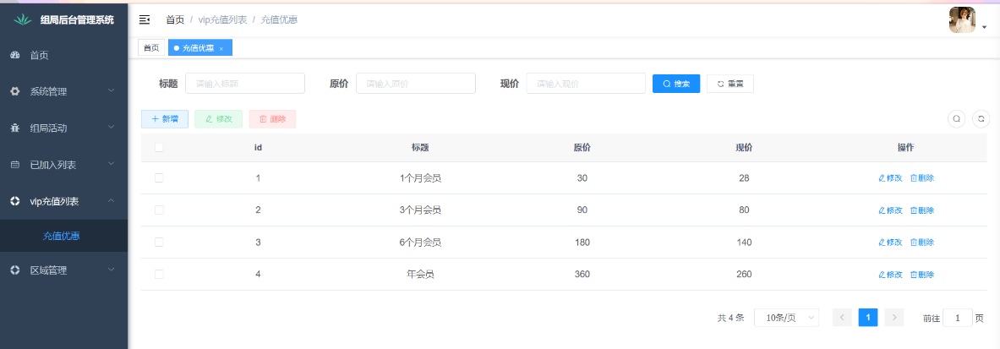 组局后台管理系统
首页
系统管理
组局活动
已加入列表
vip充值列表
充值优惠
区域管理
首页 / vip充值列表 / 充值优惠
首页 充值优惠 ×
标题 请输入标题 原价 请输入原价 现价 请输入现价 搜索 重置
新增 修改 删除
id 标题 原价 现价 操作
1 1个月会员 30 28 修改 删除
2 3个月会员 90 80 修改 删除
3 6个月会员 180 140 修改 删除
4 年会员 360 260 修改 删除
共 4 条 10条/页 1 前往 1 页